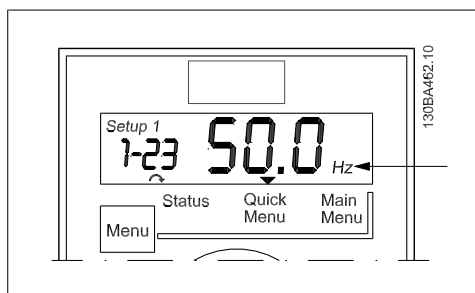 130BA462.10
Setup 1
1-23 50.0 Hz
Status Quick Menu Main Menu
Menu